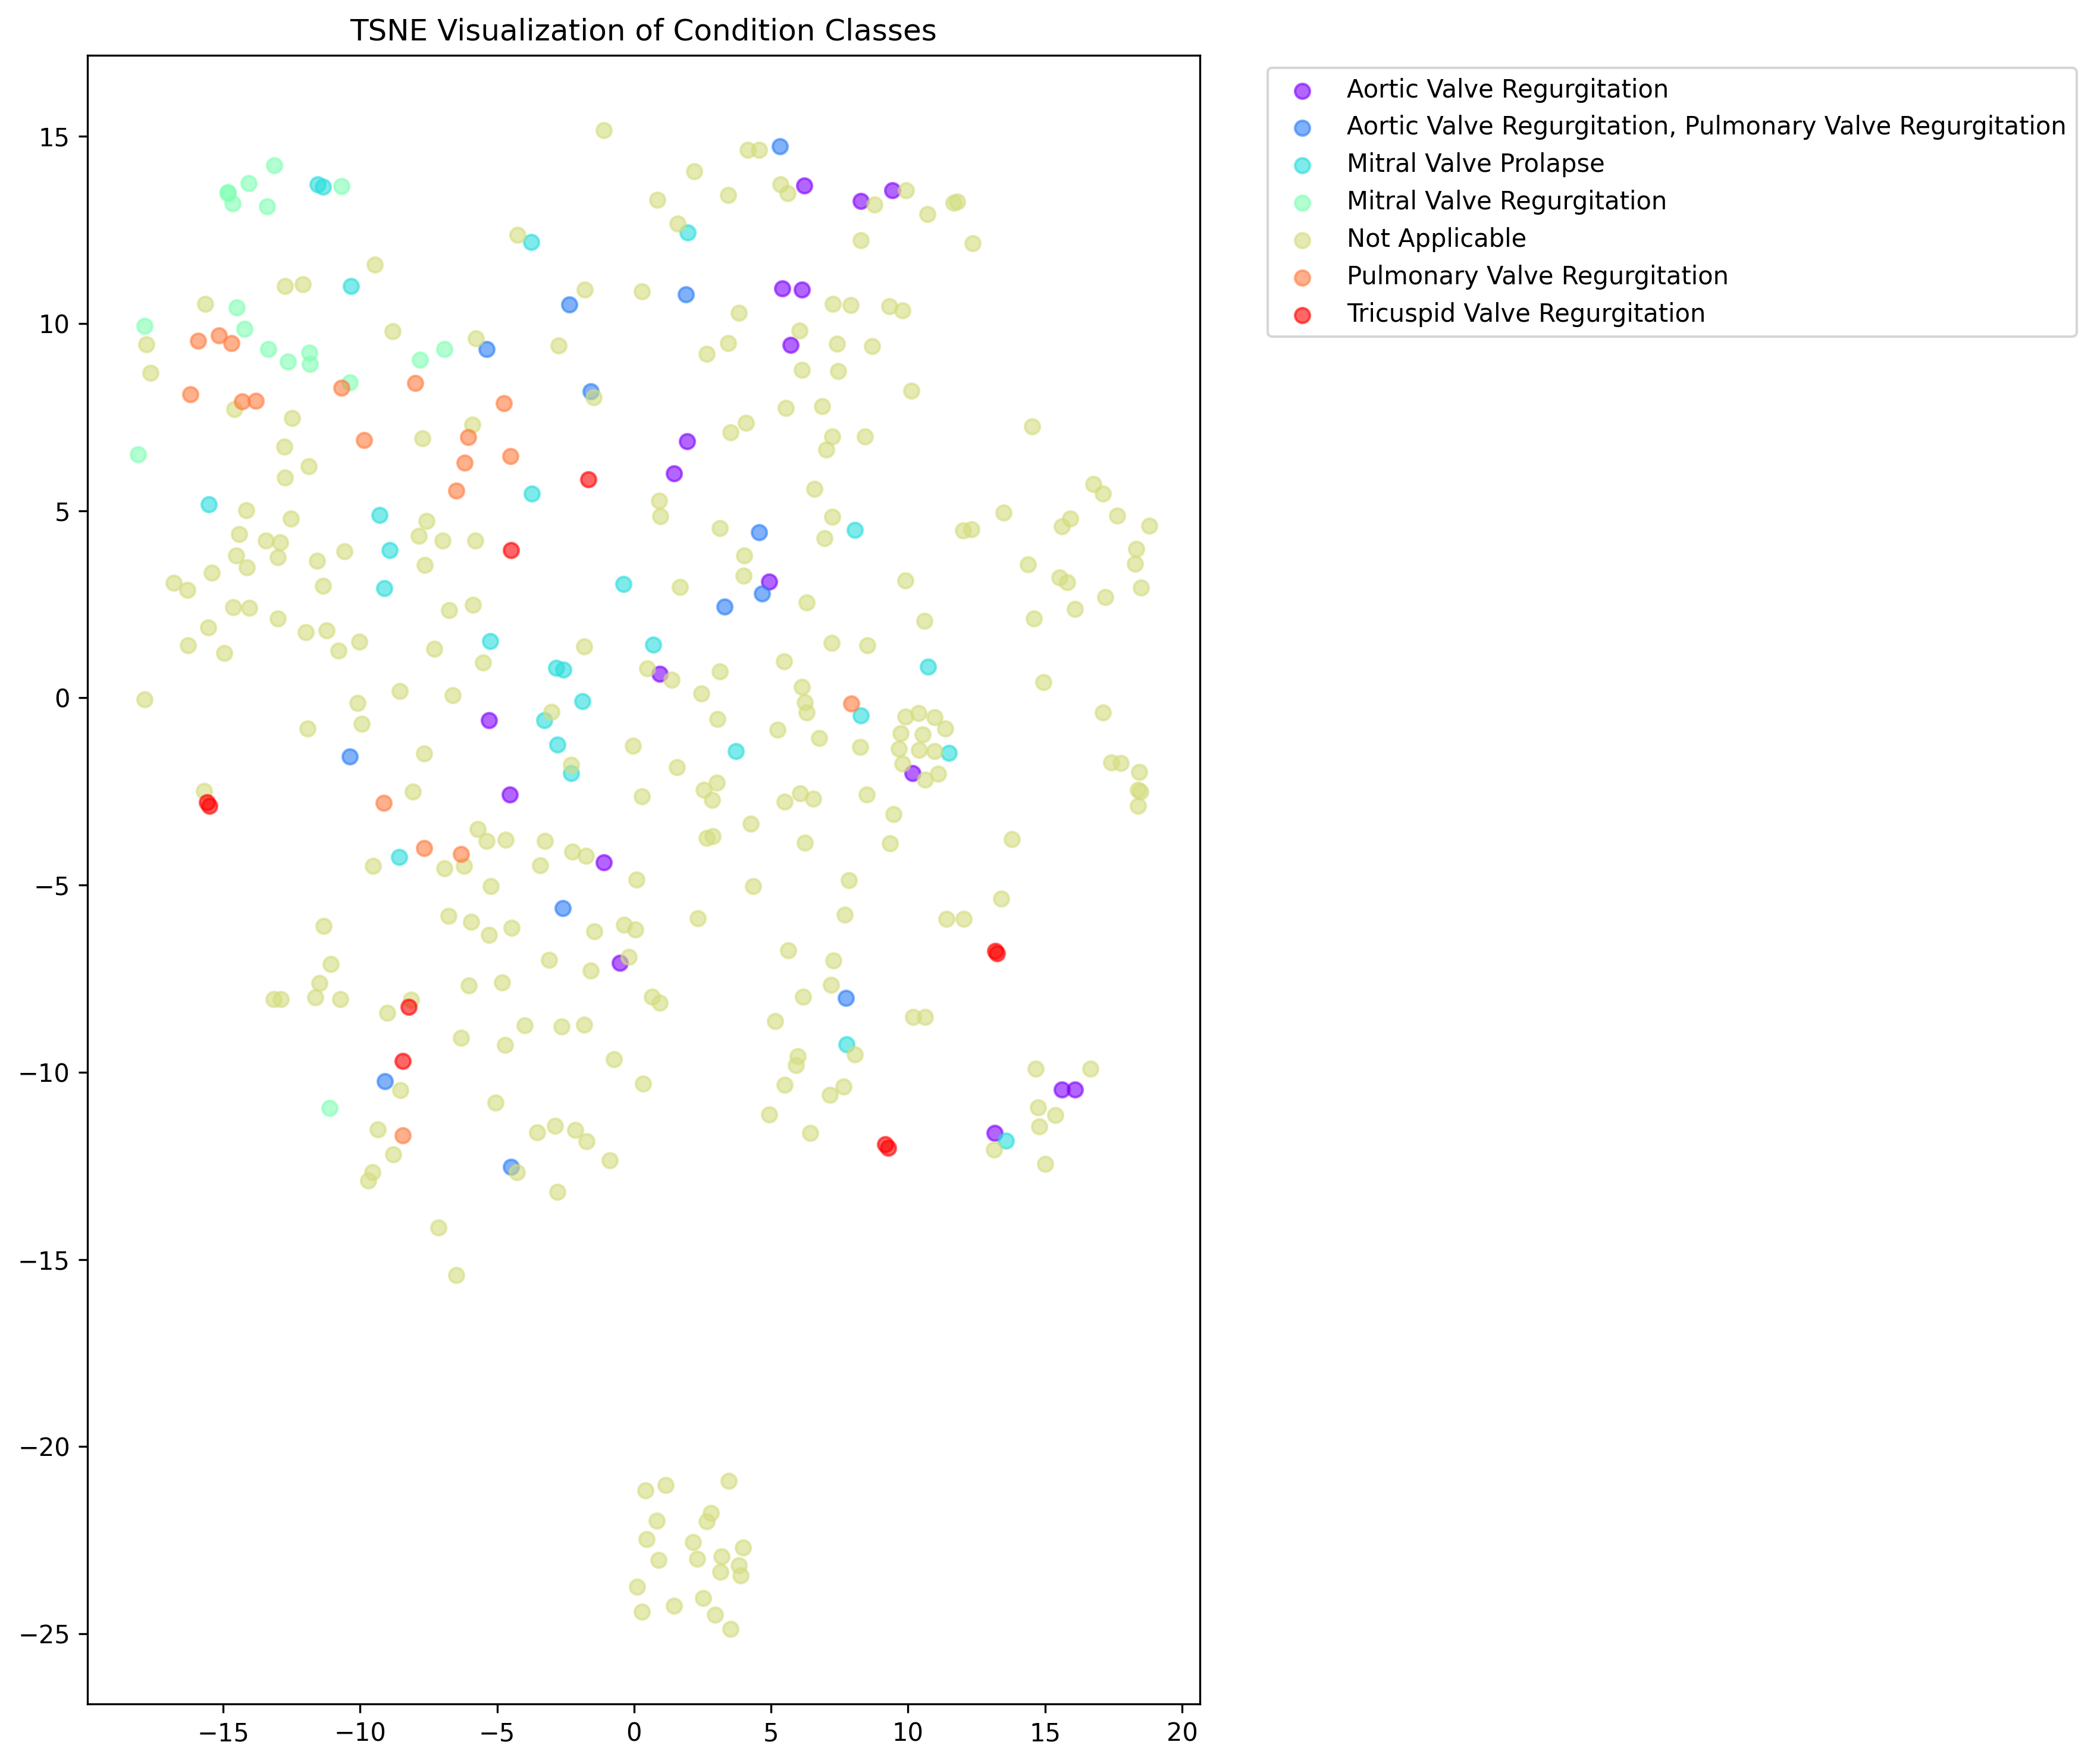 TSNE Visualization of Condition Classes
Aortic Valve Regurgitation
Aortic Valve Regurgitation, Pulmonary Valve Regurgitation
Mitral Valve Prolapse
Mitral Valve Regurgitation
Not Applicable
Pulmonary Valve Regurgitation
Tricuspid Valve Regurgitation
15
10
5
0
−5
−10
−15
−20
−25
−15 −10 −5 0 5 10 15 20